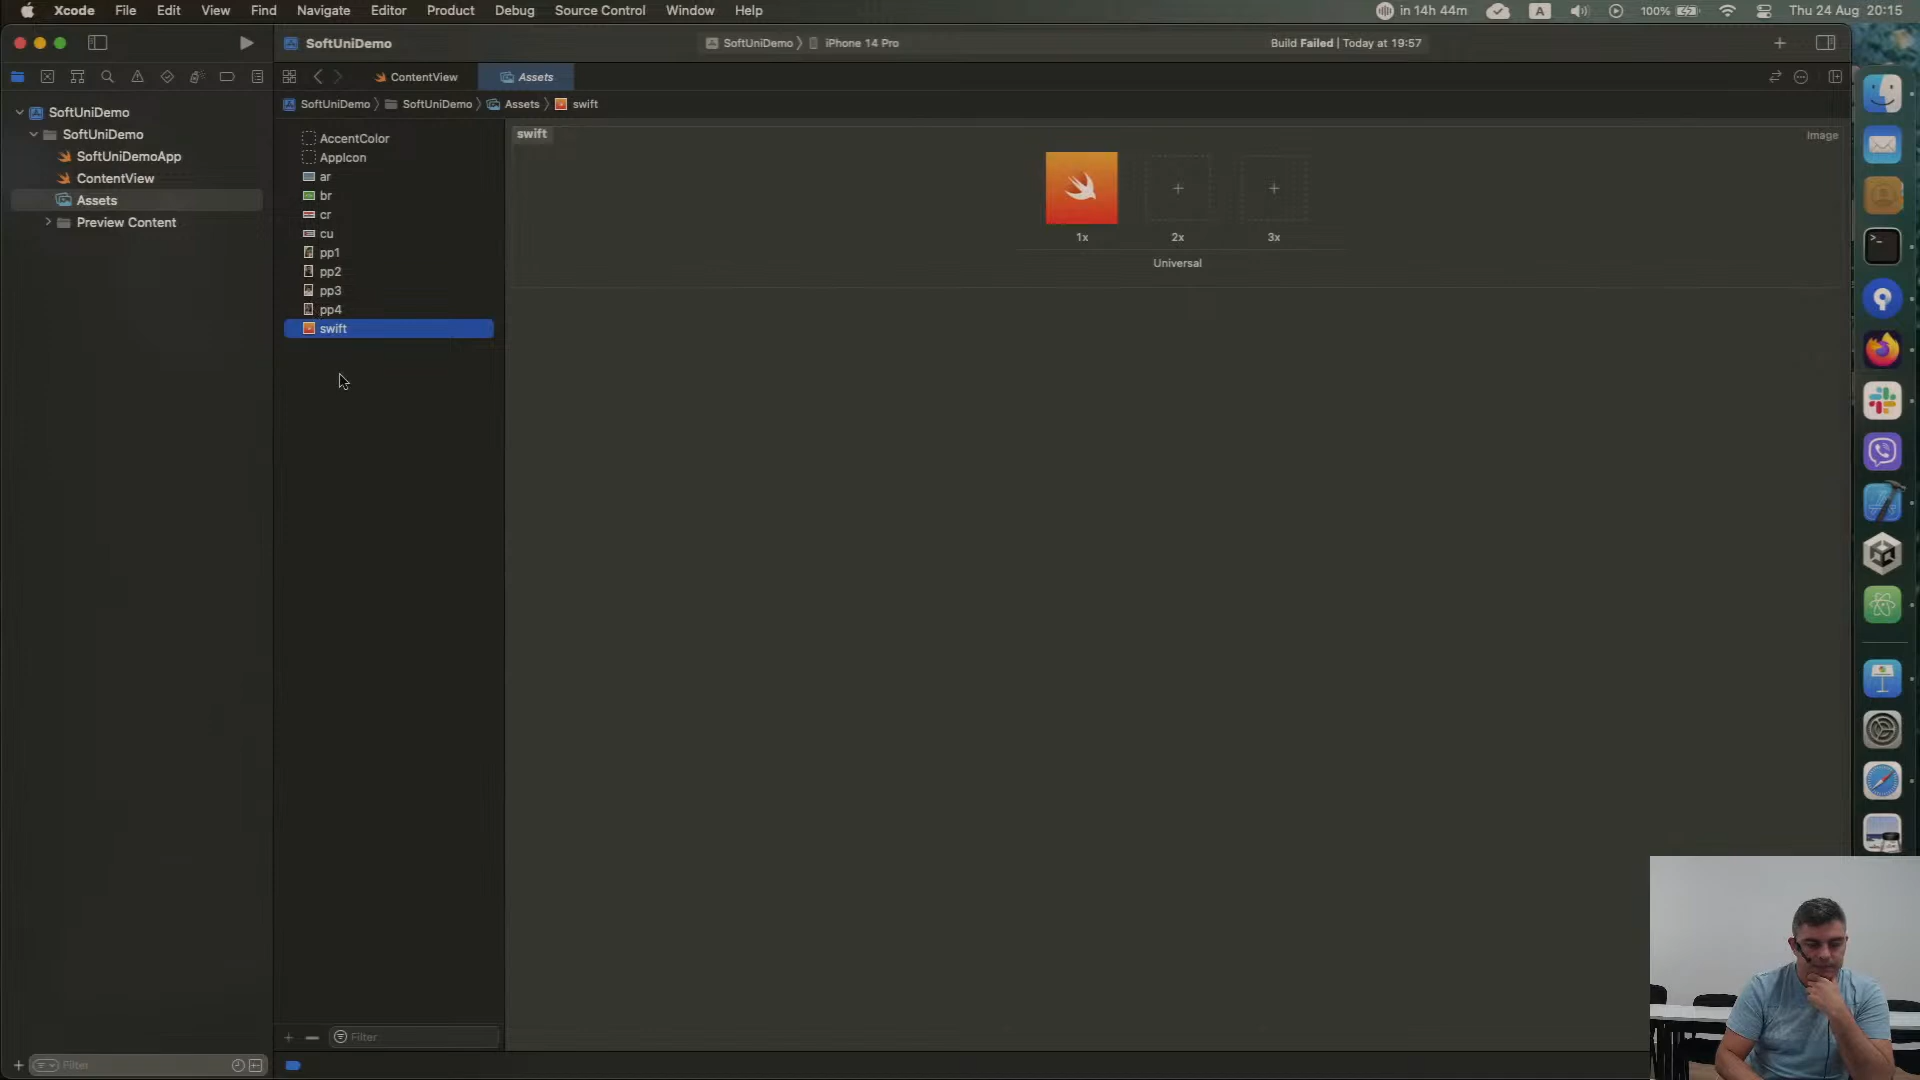 Xcode File Edit View Find Navigate Editor Product Debug Source Control Window Help in 14h 44m A 100% Thu 24 Aug 20:15
SoftUniDemo SoftUniDemo iPhone 14 Pro Build Failed | Today at 19:57
ContentView Assets
SoftUniDemo SoftUniDemo SoftUniDemo Assets swift
SoftUniDemo
SoftUniDemoApp
ContentView
Assets
Preview Content
AccentColor
AppIcon
ar
br
cr
cu
pp1
pp2
pp3
pp4
swift
swift Image
1x 2x 3x
Universal
Filter
Filter